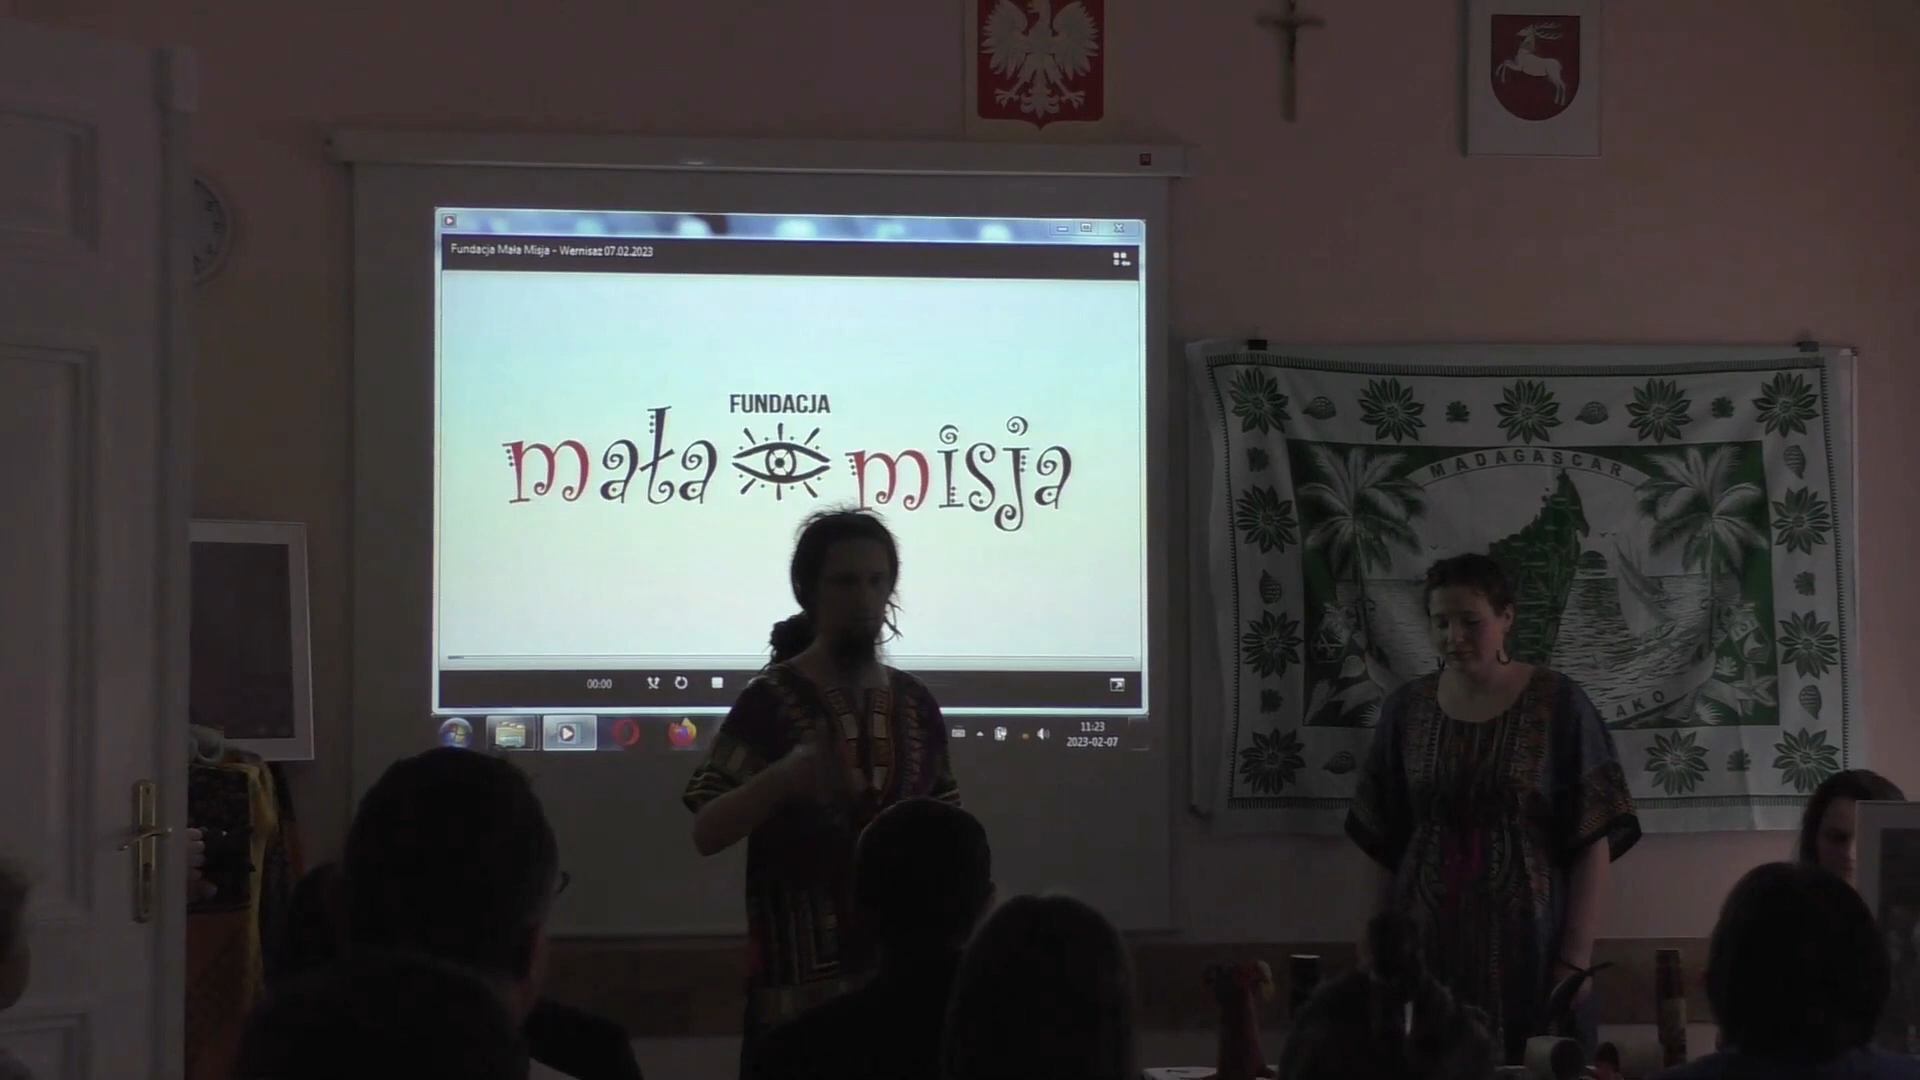 Fundacja Mała Misja - Wernisaż 07.02.2023
FUNDACJA
mała misja
00:00
11:23
2023-02-07
MADAGASCAR